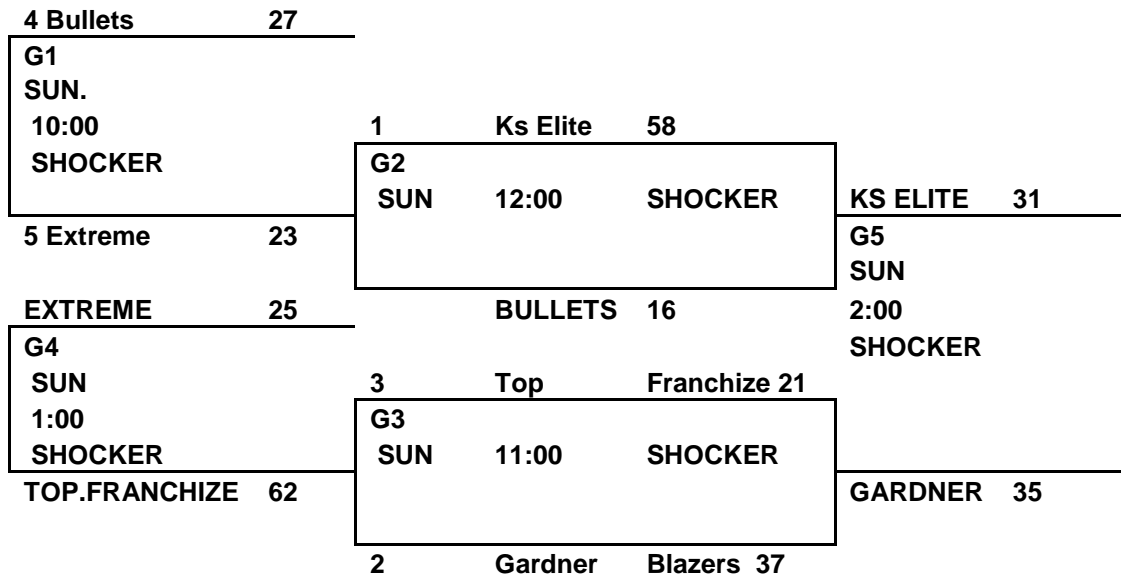 4 Bullets 27
G1
SUN.
10:00 1 Ks Elite 58
SHOCKER G2
SUN 12:00 SHOCKER KS ELITE 31
5 Extreme 23 G5
SUN
EXTREME 25 BULLETS 16 2:00
G4 SHOCKER
SUN 3 Top Franchize 21
1:00 G3
SHOCKER SUN 11:00 SHOCKER
TOP.FRANCHIZE 62 GARDNER 35
2 Gardner Blazers 37